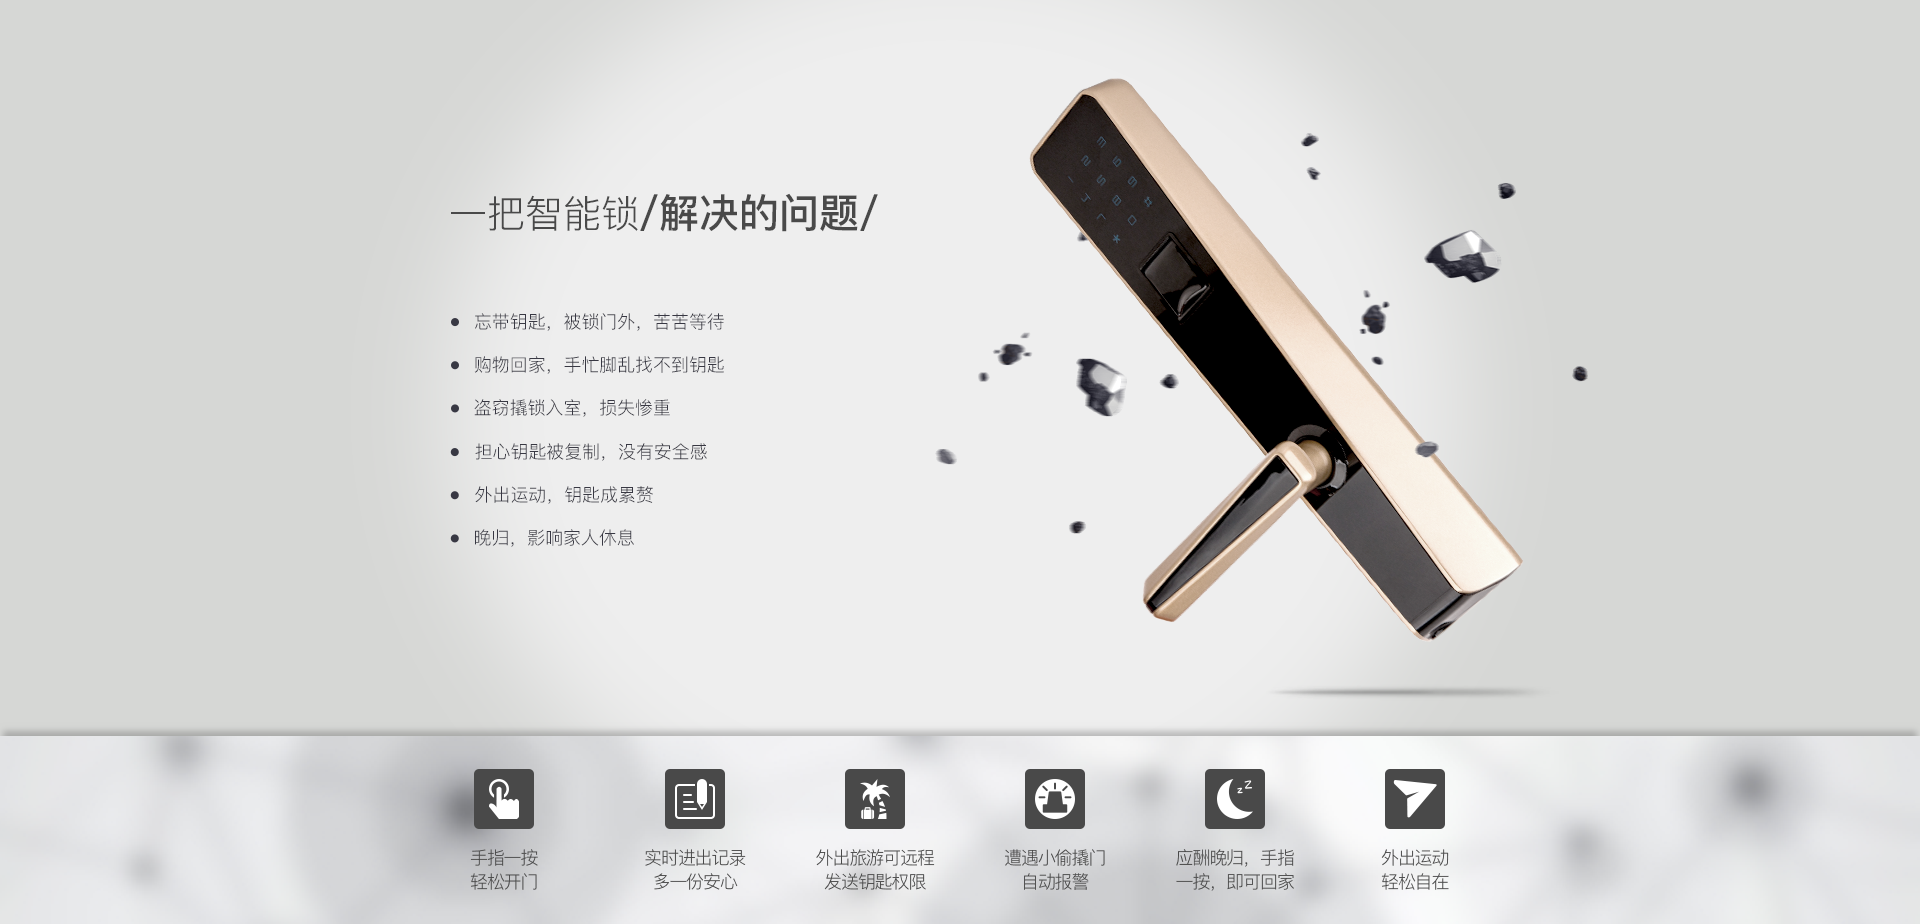 一把智能锁/解决的问题/
● 忘带钥匙，被锁门外，苦苦等待
● 购物回家，手忙脚乱找不到钥匙
● 盗窃撬锁入室，损失惨重
● 担心钥匙被复制，没有安全感
● 外出运动，钥匙成累赘
● 晚归，影响家人休息
手指一按
轻松开门
实时进出记录
多一份安心
外出旅游可远程
发送钥匙权限
遭遇小偷撬门
自动报警
应酬晚归，手指
一按，即可回家
外出运动
轻松自在